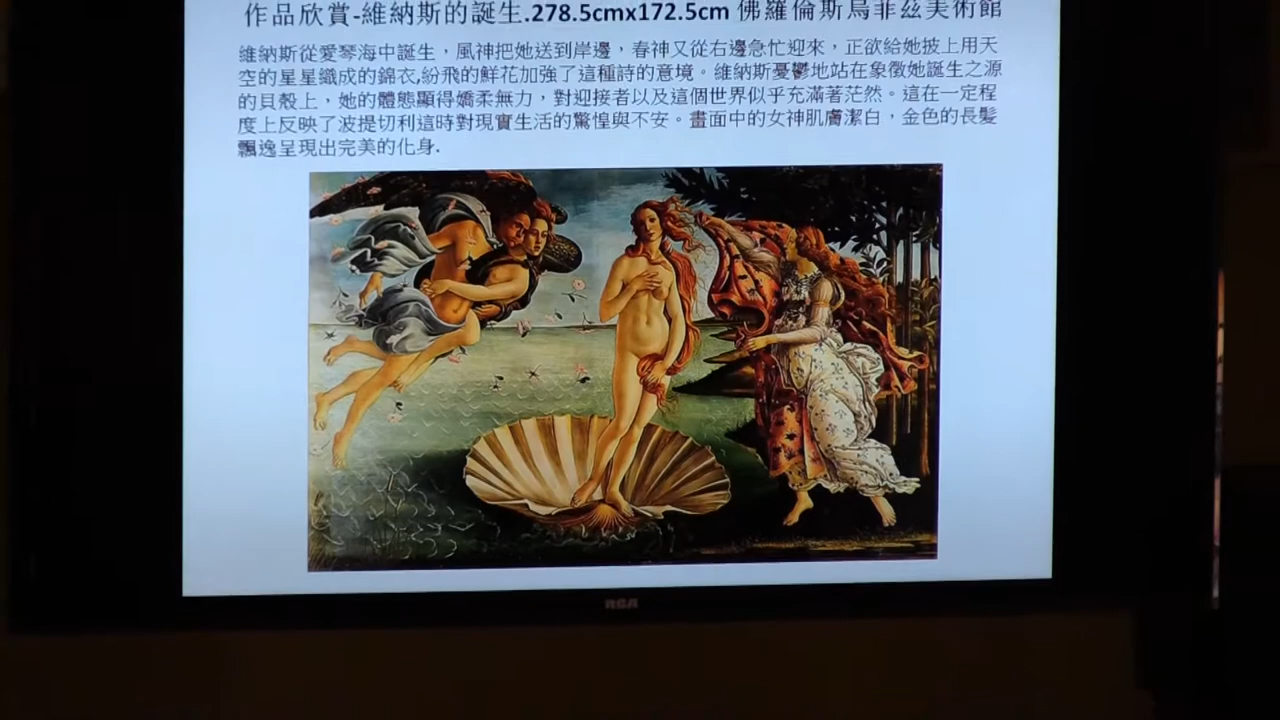 作品欣賞-維納斯的誕生.278.5cmx172.5cm 佛羅倫斯烏菲茲美術館
維納斯從愛琴海中誕生，風神把她送到岸邊，春神又從右邊急忙迎來，正欲給她披上用天
空的星星織成的錦衣,紛飛的鮮花加強了這種詩的意境。維納斯憂鬱地站在象徵她誕生之源
的貝殼上，她的體態顯得嬌柔無力，對迎接者以及這個世界似乎充滿著茫然。這在一定程
度上反映了波提切利這時對現實生活的驚惶與不安。畫面中的女神肌膚潔白，金色的長髮
飄逸呈現出完美的化身.
RCA